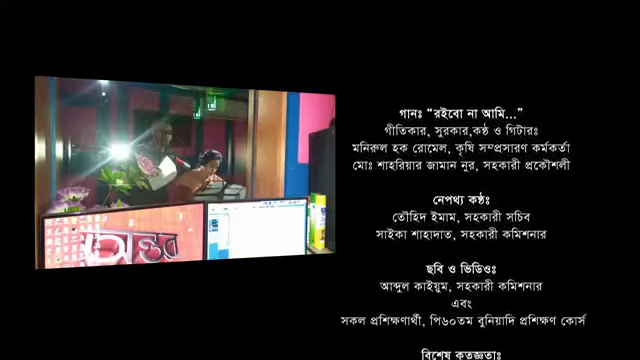 গানঃ “রইবো না আমি...”
গীতিকার, সুরকার,কণ্ঠ ও গিটারঃ
মনিরুল হক রোমেল, কৃষি সম্প্রসারণ কর্মকর্তা
মোঃ শাহরিয়ার জামান নুর, সহকারী প্রকৌশলী
নেপথ্য কণ্ঠঃ
তৌহিদ ইমাম, সহকারী সচিব
সাইকা শাহাদাত, সহকারী কমিশনার
ছবি ও ভিডিওঃ
আব্দুল কাইয়ুম, সহকারী কমিশনার
এবং
সকল প্রশিক্ষণার্থী, পি৬০তম বুনিয়াদি প্রশিক্ষণ কোর্স
বিশেষ কৃতজ্ঞতাঃ
অন্তর